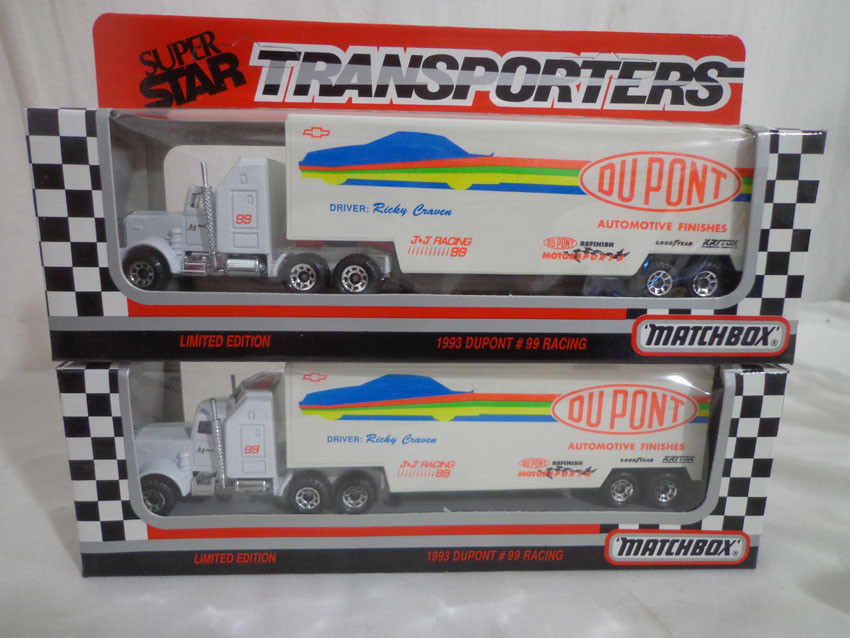 SUPER
STAR TRANSPORTERS
DUPONT
DRIVER: Ricky Craven
AUTOMOTIVE FINISHES
99
J&J RACING
99
DUPONT REFINISH
MOTORSPORTS
GOODYEAR
LIMITED EDITION
1993 DUPONT # 99 RACING
"MATCHBOX"®
DUPONT
DRIVER: Ricky Craven
AUTOMOTIVE FINISHES
99
J&J RACING
99
DUPONT REFINISH
MOTORSPORTS
GOODYEAR
LIMITED EDITION
1993 DUPONT # 99 RACING
"MATCHBOX"®